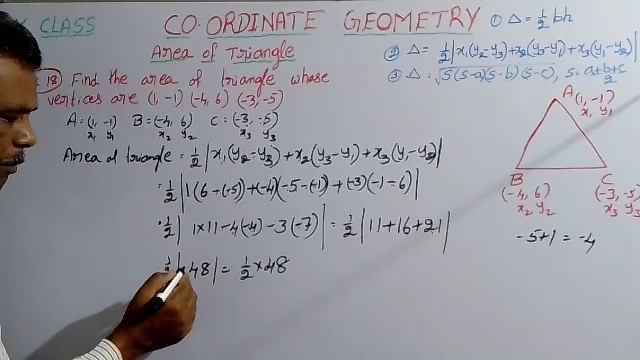 CLASS CO-ORDINATE GEOMETRY
① Δ = 1/2 bh
Area of Triangle
② Δ = 1/2 |x₁(y₂-y₃)+x₂(y₃-y₁)+x₃(y₁-y₂)|
③ Δ = √s(s-a)(s-b)(s-c), s = a+b+c/2
18) Find the area of triangle whose
vertices are (1, -1) (-4, 6) (-3, -5)
A = (1, -1) B = (-4, 6) C = (-3, -5)
x₁ y₁ x₂ y₂ x₃ y₃
Area of triangle = 1/2 |x₁(y₂-y₃)+x₂(y₃-y₁)+x₃(y₁-y₂)|
= 1/2 |1(6-(-5))+(-4)(-5-(-1))+(-3)(-1-6)|
= 1/2 | 1×11-4(-4)-3(-7)| = 1/2 |11+16+21|
1/2 |48| = 1/2 × 48
A (1, -1)
x₁ y₁
B C
(-4, 6) (-3, -5)
x₂ y₂ x₃ y₃
-5+1 = -4